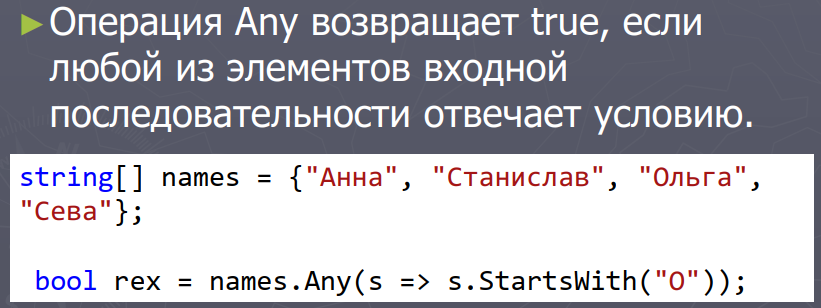 ►Операция Any возвращает true, если
любой из элементов входной
последовательности отвечает условию.
string[] names = {"Анна", "Станислав", "Ольга",
"Сева"};
bool rex = names.Any(s => s.StartsWith("О"));